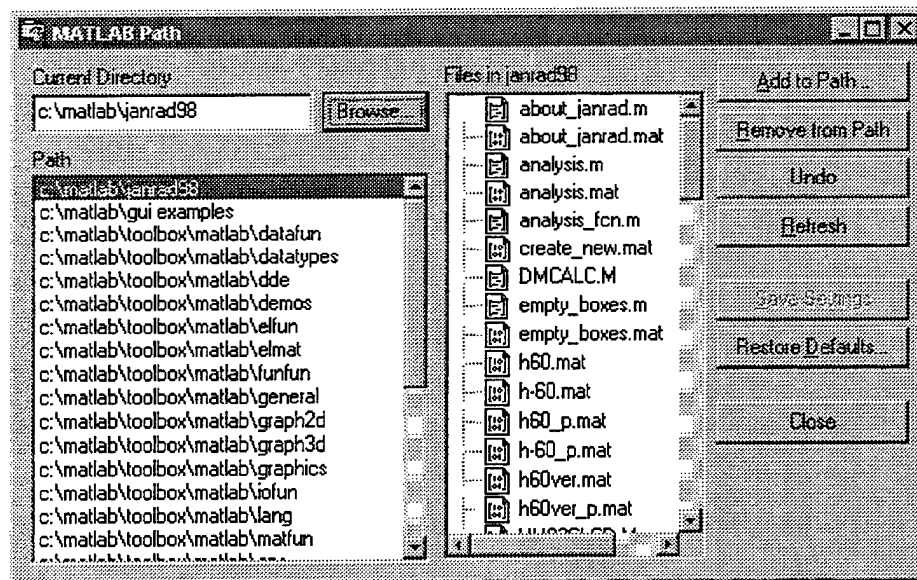 MATLAB Path
Current Directory
c:\matlab\janrad98
Browse...
Path
c:\matlab\janrad98
c:\matlab\gui examples
c:\matlab\toolbox\matlab\datafun
c:\matlab\toolbox\matlab\datatypes
c:\matlab\toolbox\matlab\dde
c:\matlab\toolbox\matlab\demos
c:\matlab\toolbox\matlab\elfun
c:\matlab\toolbox\matlab\elmat
c:\matlab\toolbox\matlab\funfun
c:\matlab\toolbox\matlab\general
c:\matlab\toolbox\matlab\graph2d
c:\matlab\toolbox\matlab\graph3d
c:\matlab\toolbox\matlab\graphics
c:\matlab\toolbox\matlab\iofun
c:\matlab\toolbox\matlab\lang
c:\matlab\toolbox\matlab\matfun
Files in janrad98
about_janrad.m
about_janrad.mat
analysis.m
analysis.mat
analysis_fcn.m
create_new.mat
DMCALC.M
empty_boxes.m
empty_boxes.mat
h60.mat
h-60.mat
h60_p.mat
h-60_p.mat
h60ver.mat
h60ver_p.mat
Add to Path...
Remove from Path
Undo
Refresh
Save Settings
Restore Defaults...
Close